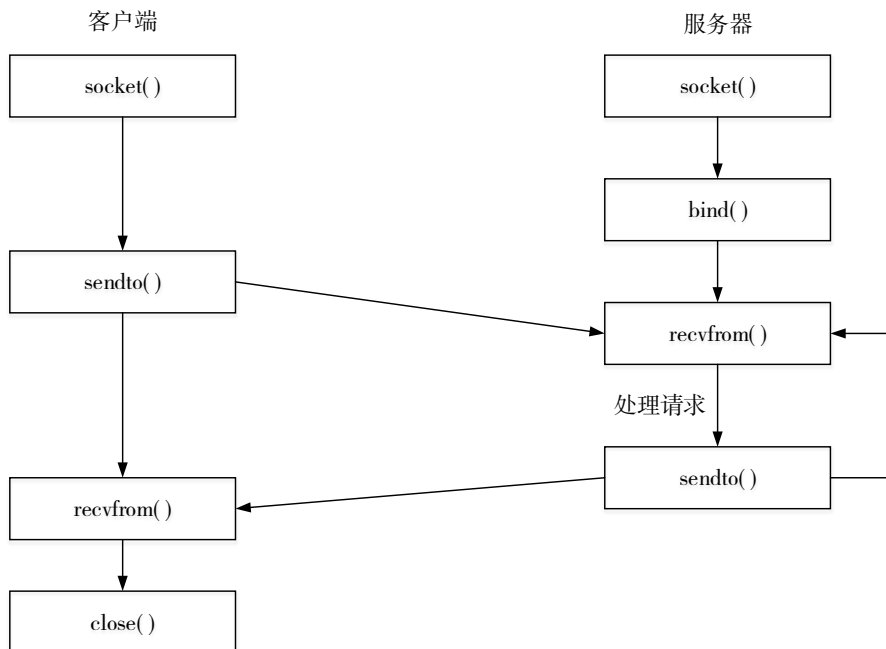 客户端
服务器
socket( )
socket( )
bind( )
sendto( )
recvfrom( )
处理请求
recvfrom( )
sendto( )
close( )